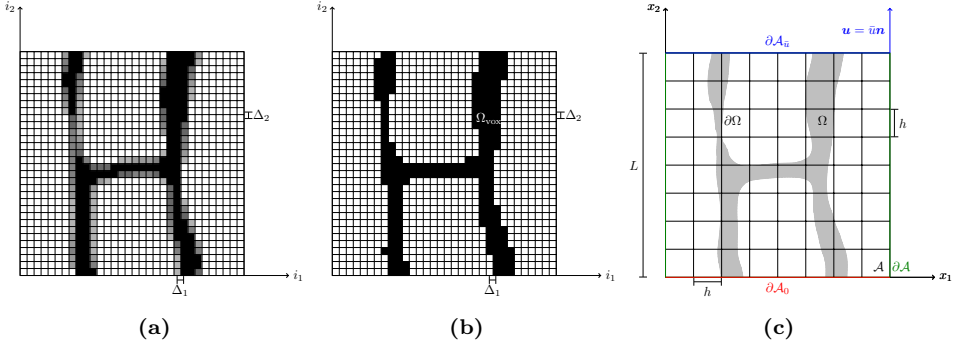 i₂
Δ₂
i₁
Δ₁
(a)
i₂
Ω_vox
Δ₂
i₁
Δ₁
(b)
x₂
u = ūn
∂𝒜_ū
∂Ω
Ω
h
L
𝒜
∂𝒜
x₁
h
∂𝒜₀
(c)